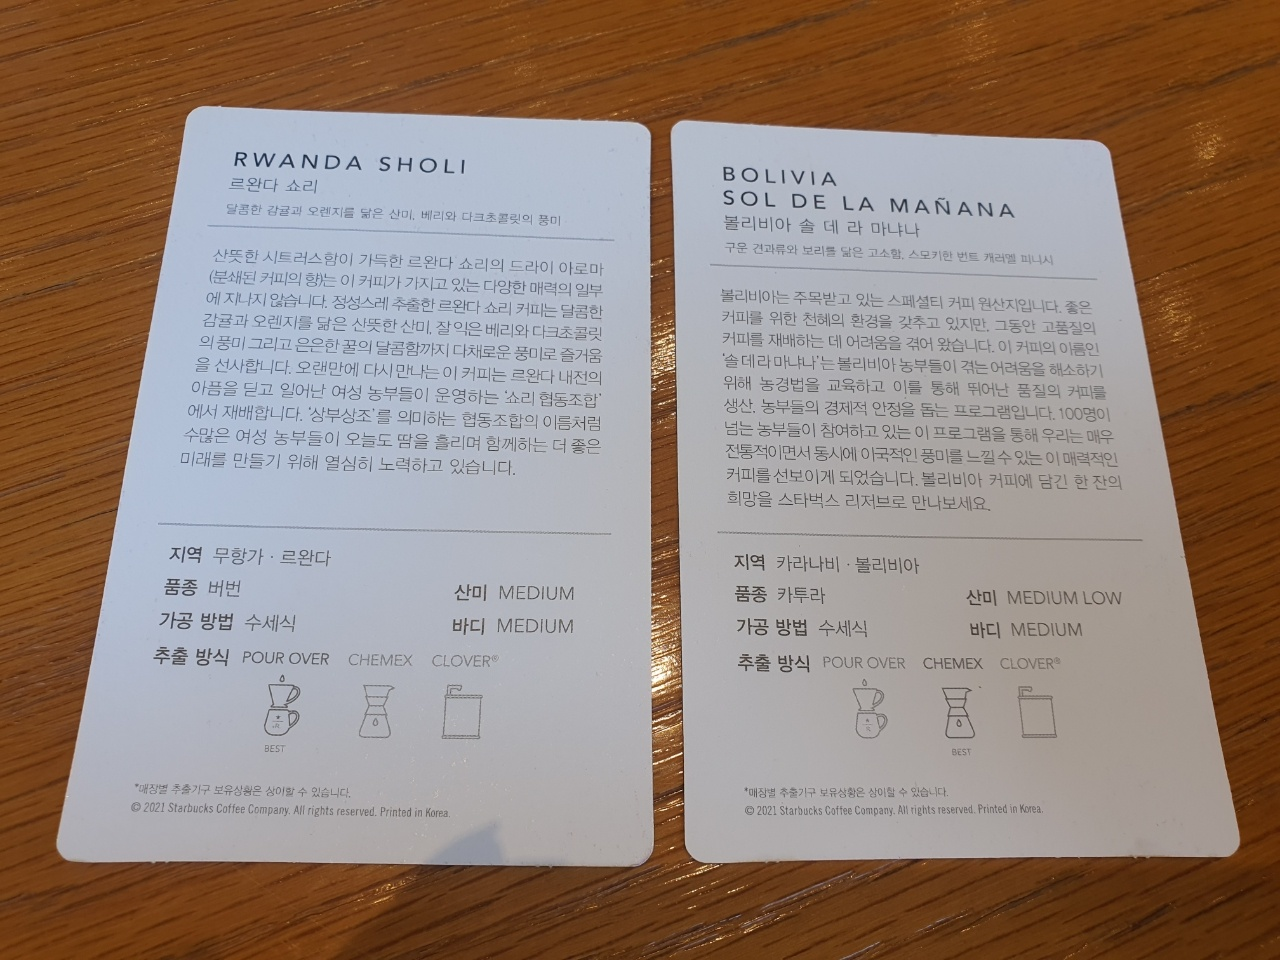 RWANDA SHOLI
르완다 쇼리
달콤한 감귤과 오렌지를 닮은 산미, 베리와 다크초콜릿의 풍미
산뜻한 시트러스함이 가득한 르완다 쇼리의 드라이 아로마
(분쇄된 커피의 향)는 이 커피가 가지고 있는 다양한 매력의 일부
에 지나지 않습니다. 정성스레 추출한 르완다 쇼리 커피는 달콤한
감귤과 오렌지를 닮은 산뜻한 산미, 잘 익은 베리와 다크초콜릿
의 풍미 그리고 은은한 꿀의 달콤함까지 다채로운 풍미로 즐거움
을 선사합니다. 오랜만에 다시 만나는 이 커피는 르완다 내전의
아픔을 딛고 일어난 여성 농부들이 운영하는 '쇼리 협동조합'
에서 재배합니다. '상부상조'를 의미하는 협동조합의 이름처럼
수많은 여성 농부들이 오늘도 땀을 흘리며 함께하는 더 좋은
미래를 만들기 위해 열심히 노력하고 있습니다.
지역 무항가 · 르완다
품종 버번 산미 MEDIUM
가공 방법 수세식 바디 MEDIUM
추출 방식 POUR OVER CHEMEX CLOVER®
BEST
*매장별 추출기구 보유상황은 상이할 수 있습니다.
© 2021 Starbucks Coffee Company. All rights reserved. Printed in Korea.
BOLIVIA
SOL DE LA MAÑANA
볼리비아 솔 데 라 마냐나
구운 견과류와 보리를 닮은 고소함, 스모키한 번트 캐러멜 피니시
볼리비아는 주목받고 있는 스페셜티 커피 원산지입니다. 좋은
커피를 위한 천혜의 환경을 갖추고 있지만, 그동안 고품질의
커피를 재배하는 데 어려움을 겪어 왔습니다. 이 커피의 이름인
'솔 데 라 마냐나'는 볼리비아 농부들이 겪는 어려움을 해소하기
위해 농경법을 교육하고 이를 통해 뛰어난 품질의 커피를
생산, 농부들의 경제적 안정을 돕는 프로그램입니다. 100명이
넘는 농부들이 참여하고 있는 이 프로그램을 통해 우리는 매우
전통적이면서 동시에 이국적인 풍미를 느낄 수 있는 이 매력적인
커피를 선보이게 되었습니다. 볼리비아 커피에 담긴 한 잔의
희망을 스타벅스 리저브로 만나보세요.
지역 카라나비 · 볼리비아
품종 카투라 산미 MEDIUM LOW
가공 방법 수세식 바디 MEDIUM
추출 방식 POUR OVER CHEMEX CLOVER®
BEST
*매장별 추출기구 보유상황은 상이할 수 있습니다.
© 2021 Starbucks Coffee Company. All rights reserved. Printed in Korea.